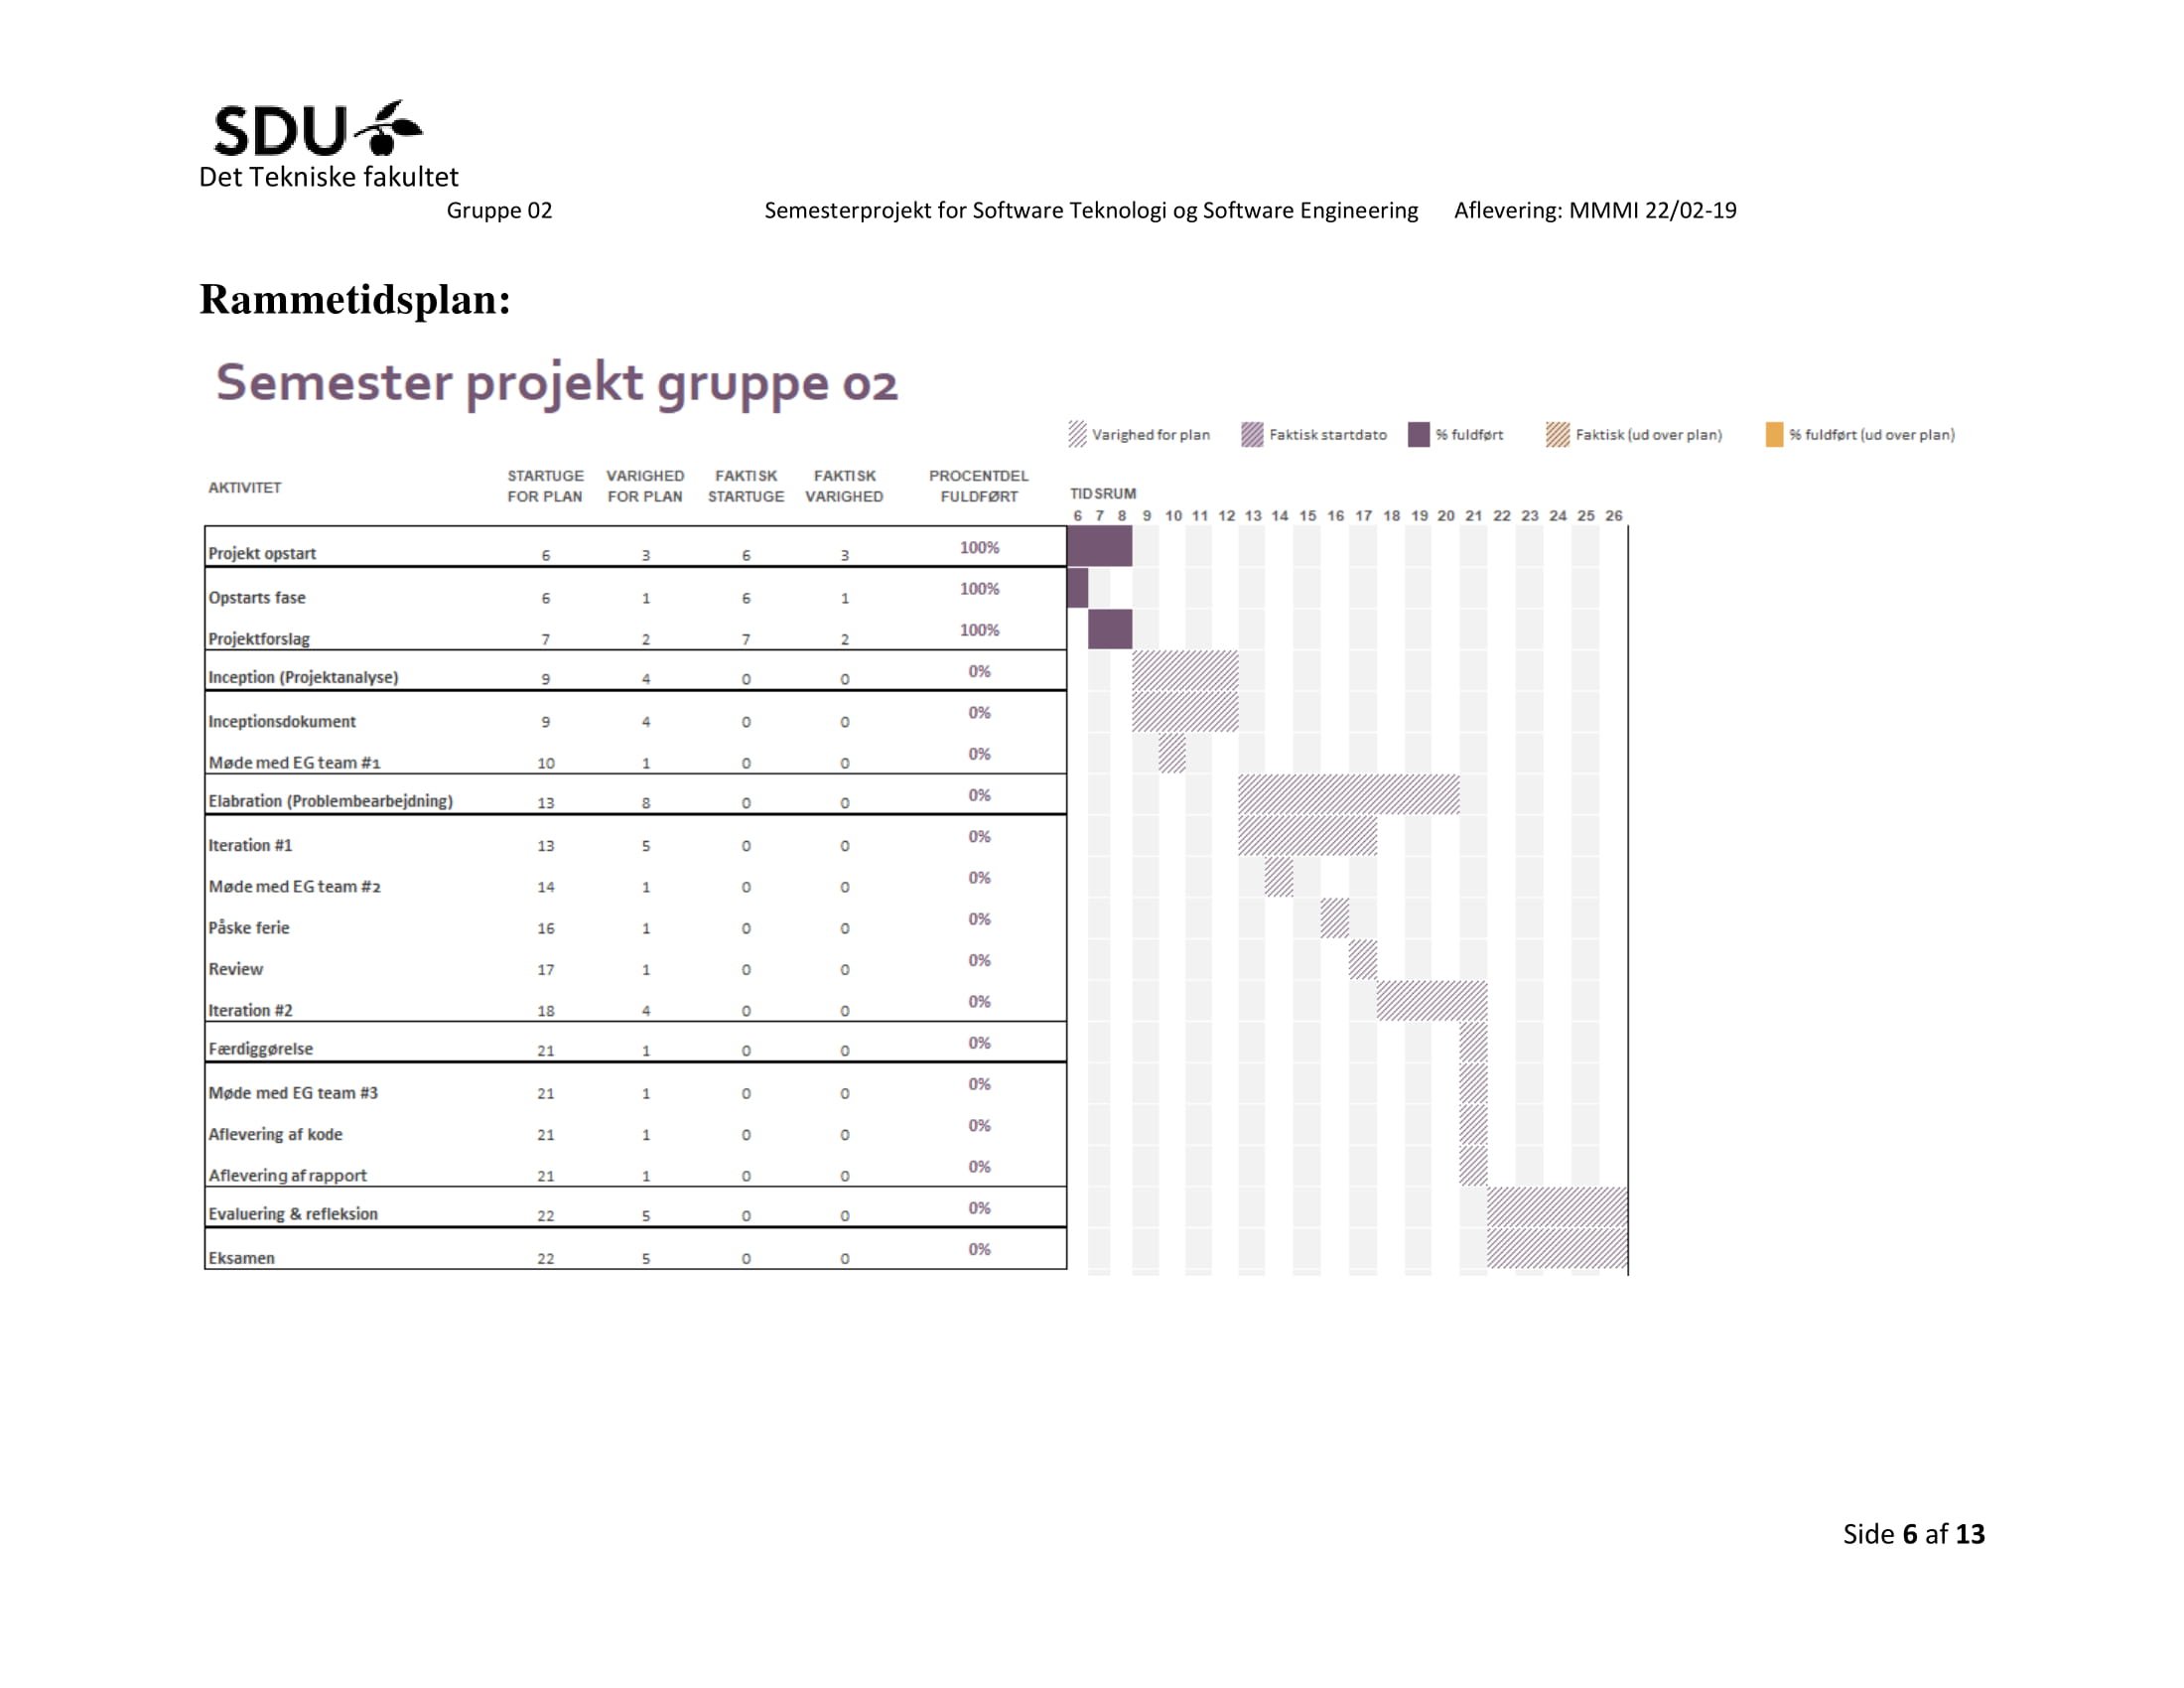 SDU
Det Tekniske fakultet
Gruppe 02 Semesterprojekt for Software Teknologi og Software Engineering Aflevering: MMMI 22/02-19
Rammetidsplan:
Semester projekt gruppe 02
Varighed for plan Faktisk startdato % fuldført Faktisk (ud over plan) % fuldført (ud over plan)
AKTIVITET STARTUGE FOR PLAN VARIGHED FOR PLAN FAKTISK STARTUGE FAKTISK VARIGHED PROCENTDEL FULDFØRT TIDSRUM
6 7 8 9 10 11 12 13 14 15 16 17 18 19 20 21 22 23 24 25 26
Projekt opstart 6 3 6 3 100%
Opstarts fase 6 1 6 1 100%
Projektforslag 7 2 7 2 100%
Inception (Projektanalyse) 9 4 0 0 0%
Inceptionsdokument 9 4 0 0 0%
Møde med EG team #1 10 1 0 0 0%
Elabration (Problembearbejdning) 13 8 0 0 0%
Iteration #1 13 5 0 0 0%
Møde med EG team #2 14 1 0 0 0%
Påske ferie 16 1 0 0 0%
Review 17 1 0 0 0%
Iteration #2 18 4 0 0 0%
Færdiggørelse 21 1 0 0 0%
Møde med EG team #3 21 1 0 0 0%
Aflevering af kode 21 1 0 0 0%
Aflevering af rapport 21 1 0 0 0%
Evaluering & refleksion 22 5 0 0 0%
Eksamen 22 5 0 0 0%
Side 6 af 13